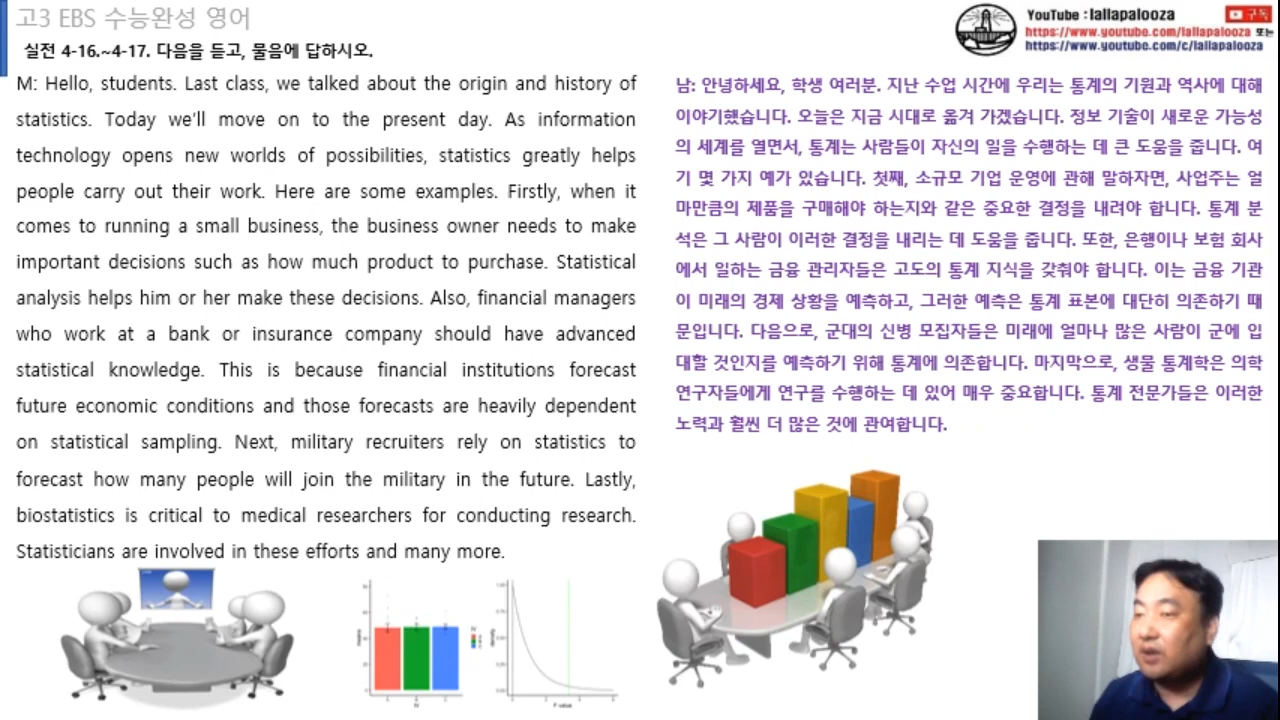 고3 EBS 수능완성 영어
YouTube : lallapalooza
구독
https://www.youtube.com/lallapalooza 또는
https://www.youtube.com/c/lallapalooza
실전 4-16.~4-17. 다음을 듣고, 물음에 답하시오.
M: Hello, students. Last class, we talked about the origin and history of
statistics. Today we'll move on to the present day. As information
technology opens new worlds of possibilities, statistics greatly helps
people carry out their work. Here are some examples. Firstly, when it
comes to running a small business, the business owner needs to make
important decisions such as how much product to purchase. Statistical
analysis helps him or her make these decisions. Also, financial managers
who work at a bank or insurance company should have advanced
statistical knowledge. This is because financial institutions forecast
future economic conditions and those forecasts are heavily dependent
on statistical sampling. Next, military recruiters rely on statistics to
forecast how many people will join the military in the future. Lastly,
biostatistics is critical to medical researchers for conducting research.
Statisticians are involved in these efforts and many more.
남: 안녕하세요, 학생 여러분. 지난 수업 시간에 우리는 통계의 기원과 역사에 대해
이야기했습니다. 오늘은 지금 시대로 옮겨 가겠습니다. 정보 기술이 새로운 가능성
의 세계를 열면서, 통계는 사람들이 자신의 일을 수행하는 데 큰 도움을 줍니다. 여
기 몇 가지 예가 있습니다. 첫째, 소규모 기업 운영에 관해 말하자면, 사업주는 얼
마만큼의 제품을 구매해야 하는지와 같은 중요한 결정을 내려야 합니다. 통계 분
석은 그 사람이 이러한 결정을 내리는 데 도움을 줍니다. 또한, 은행이나 보험 회사
에서 일하는 금융 관리자들은 고도의 통계 지식을 갖춰야 합니다. 이는 금융 기관
이 미래의 경제 상황을 예측하고, 그러한 예측은 통계 표본에 대단히 의존하기 때
문입니다. 다음으로, 군대의 신병 모집자들은 미래에 얼마나 많은 사람이 군에 입
대할 것인지를 예측하기 위해 통계에 의존합니다. 마지막으로, 생물 통계학은 의학
연구자들에게 연구를 수행하는 데 있어 매우 중요합니다. 통계 전문가들은 이러한
노력과 훨씬 더 많은 것에 관여합니다.
F value